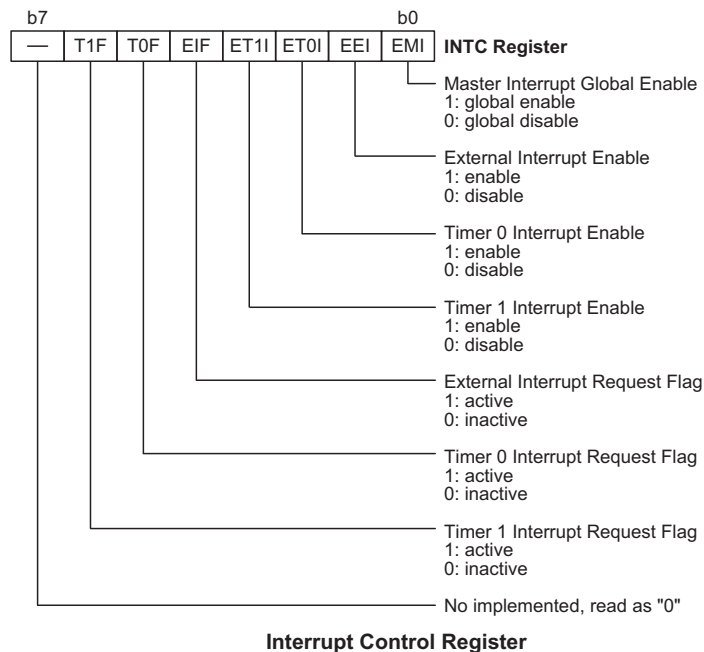 b7 b0
— T1F T0F EIF ET1I ET0I EEI EMI INTC Register
Master Interrupt Global Enable
1: global enable
0: global disable
External Interrupt Enable
1: enable
0: disable
Timer 0 Interrupt Enable
1: enable
0: disable
Timer 1 Interrupt Enable
1: enable
0: disable
External Interrupt Request Flag
1: active
0: inactive
Timer 0 Interrupt Request Flag
1: active
0: inactive
Timer 1 Interrupt Request Flag
1: active
0: inactive
No implemented, read as "0"
Interrupt Control Register